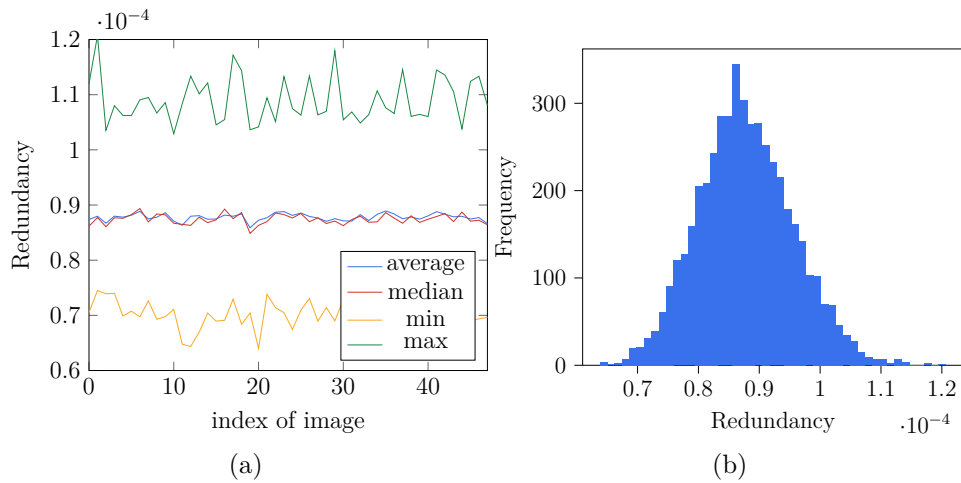 ·10−4
1.2
1.1
1
0.9
0.8
0.7
0.6
Redundancy
average
median
min
max
0 10 20 30 40
index of image
(a)
300
200
100
0
Frequency
0.7 0.8 0.9 1 1.1 1.2
Redundancy ·10−4
(b)